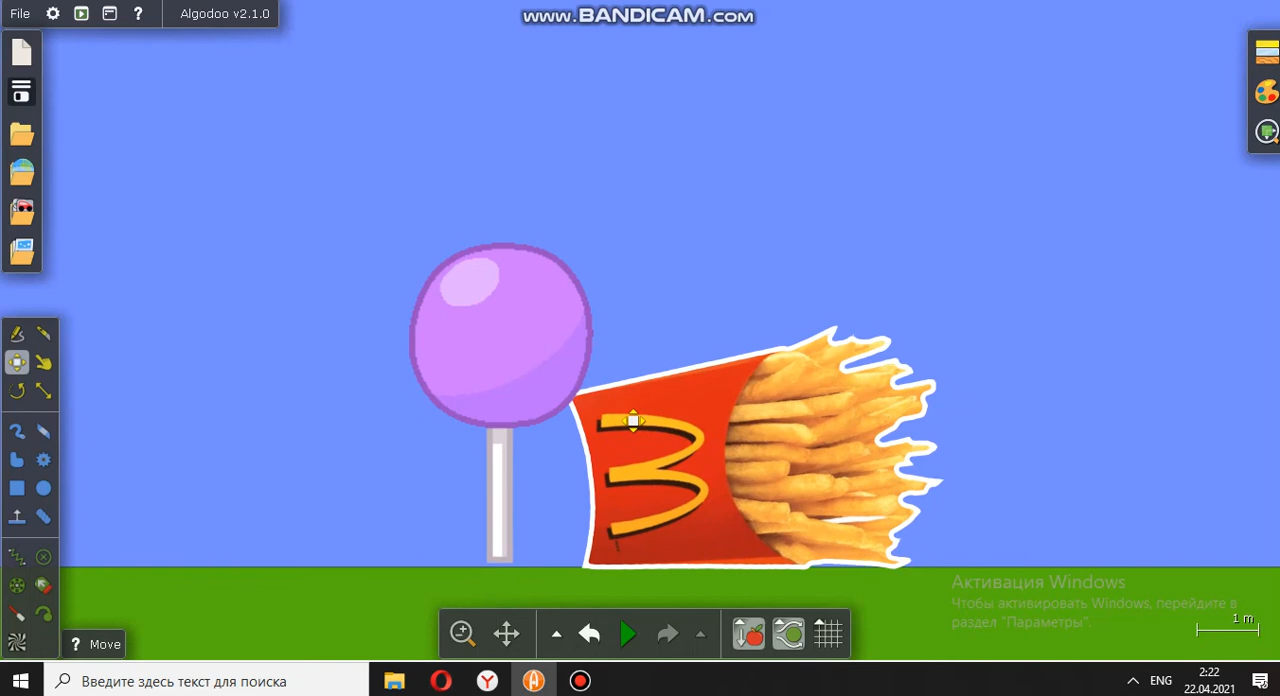 File ? Algodoo v2.1.0
www.BANDICAM.com
Активация Windows
Чтобы активировать Windows, перейдите в
раздел "Параметры".
1 m
? Move
Введите здесь текст для поиска
ENG
2:22
22.04.2021